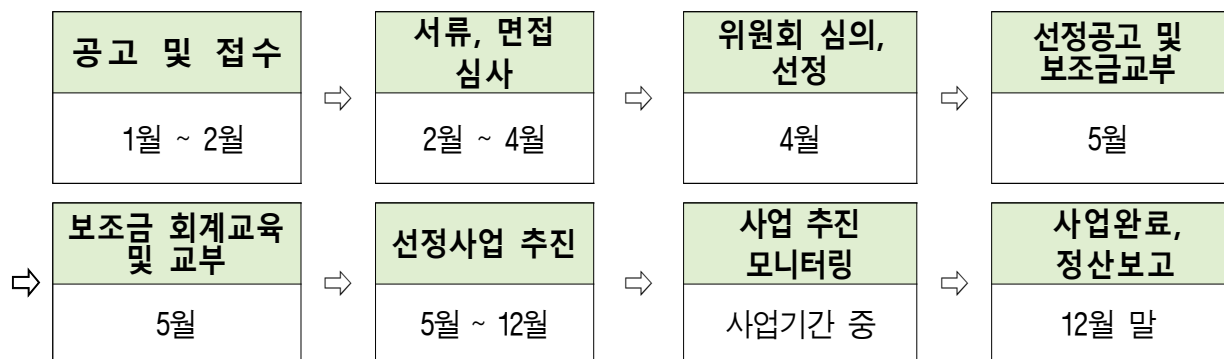 공고 및 접수
서류, 면접
심사
위원회 심의,
선정
선정공고 및
보조금교부
⇨
⇨
⇨
1월 ~ 2월
2월 ~ 4월
4월
5월
보조금 회계교육
및 교부
선정사업 추진
사업 추진
모니터링
사업완료,
정산보고
⇨
⇨
⇨
⇨
5월
5월 ~ 12월
사업기간 중
12월 말